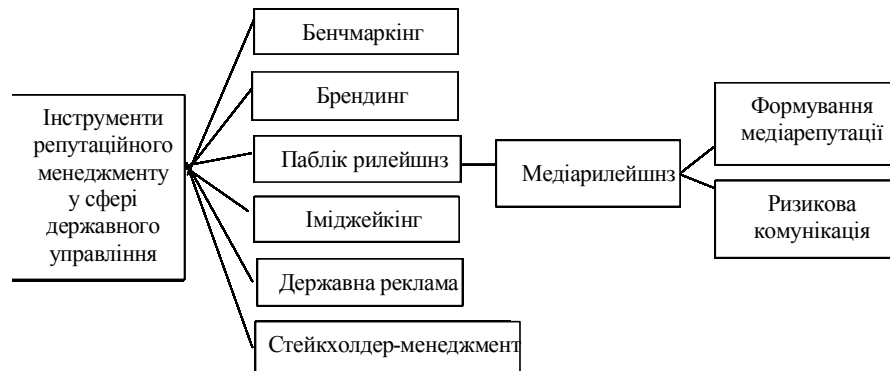 Інструменти
репутаційного
менеджменту
у сфері
державного
управління
Бенчмаркінг
Брендинг
Паблік рилейшнз
Іміджейкінг
Державна реклама
Стейкхолдер-менеджмент
Медіарилейшнз
Формування
медіарепутації
Ризикова
комунікація